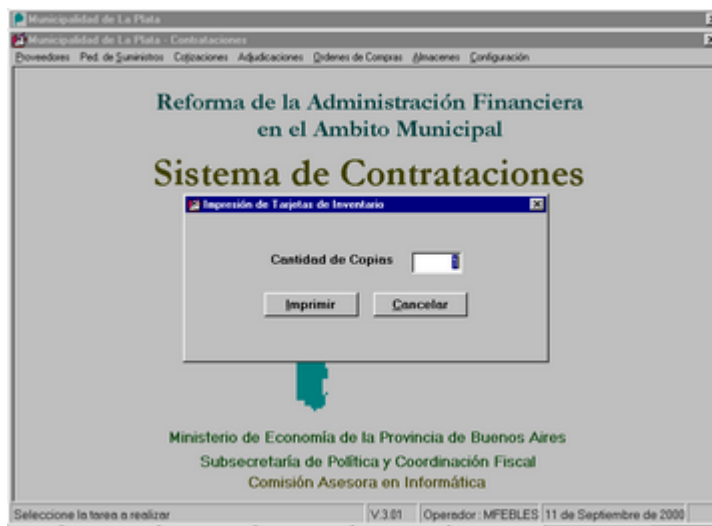 Municipalidad de La Plata
Municipalidad de La Plata - Contrataciones
Proveedores Ped. de Suministros Cotizaciones Adjudicaciones Ordenes de Compras Almacenes Configuración
Reforma de la Administración Financiera
en el Ambito Municipal
Sistema de Contrataciones
Impresión de Tarjetas de Inventario
Cantidad de Copias
Imprimir Cancelar
Ministerio de Economía de la Provincia de Buenos Aires
Subsecretaría de Política y Coordinación Fiscal
Comisión Asesora en Informática
Seleccione la tarea a realizar V.3.01 Operador : MFEBLES 11 de Septiembre de 2000